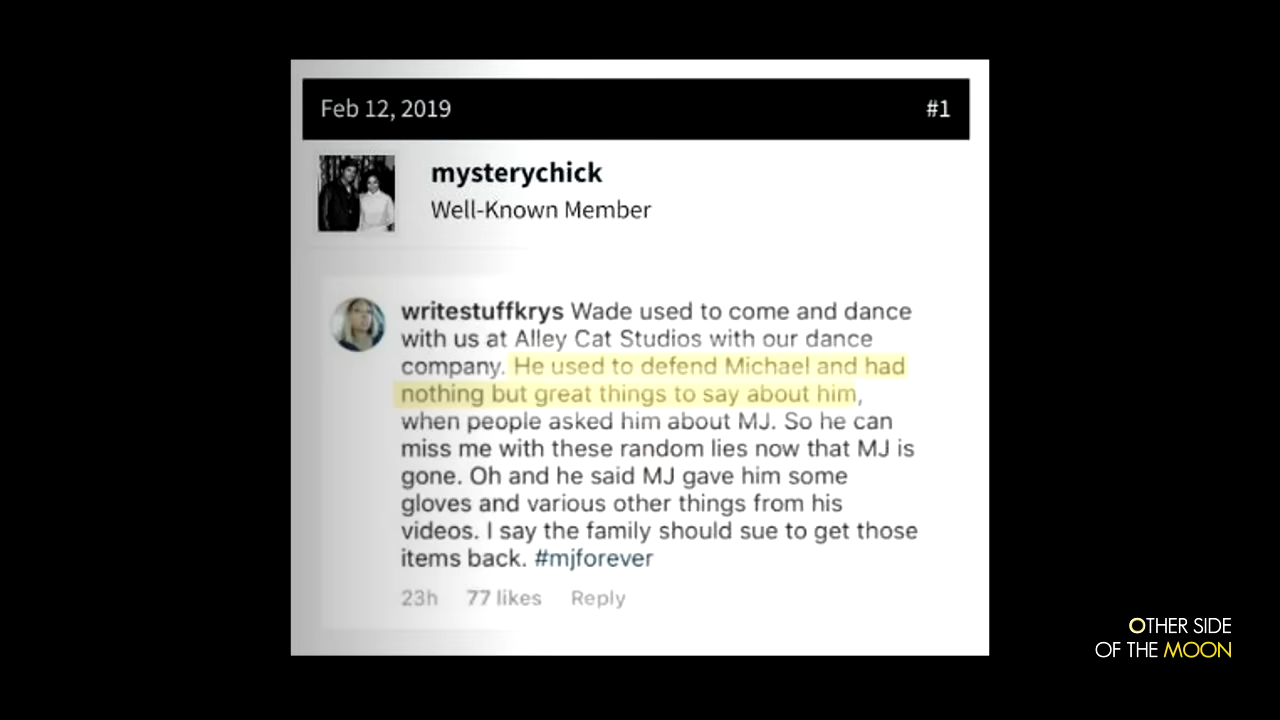 Feb 12, 2019 #1
mysterychick
Well-Known Member
writestuffkrys Wade used to come and dance
with us at Alley Cat Studios with our dance
company. He used to defend Michael and had
nothing but great things to say about him,
when people asked him about MJ. So he can
miss me with these random lies now that MJ is
gone. Oh and he said MJ gave him some
gloves and various other things from his
videos. I say the family should sue to get those
items back. #mjforever
23h 77 likes Reply
OTHER SIDE
OF THE MOON